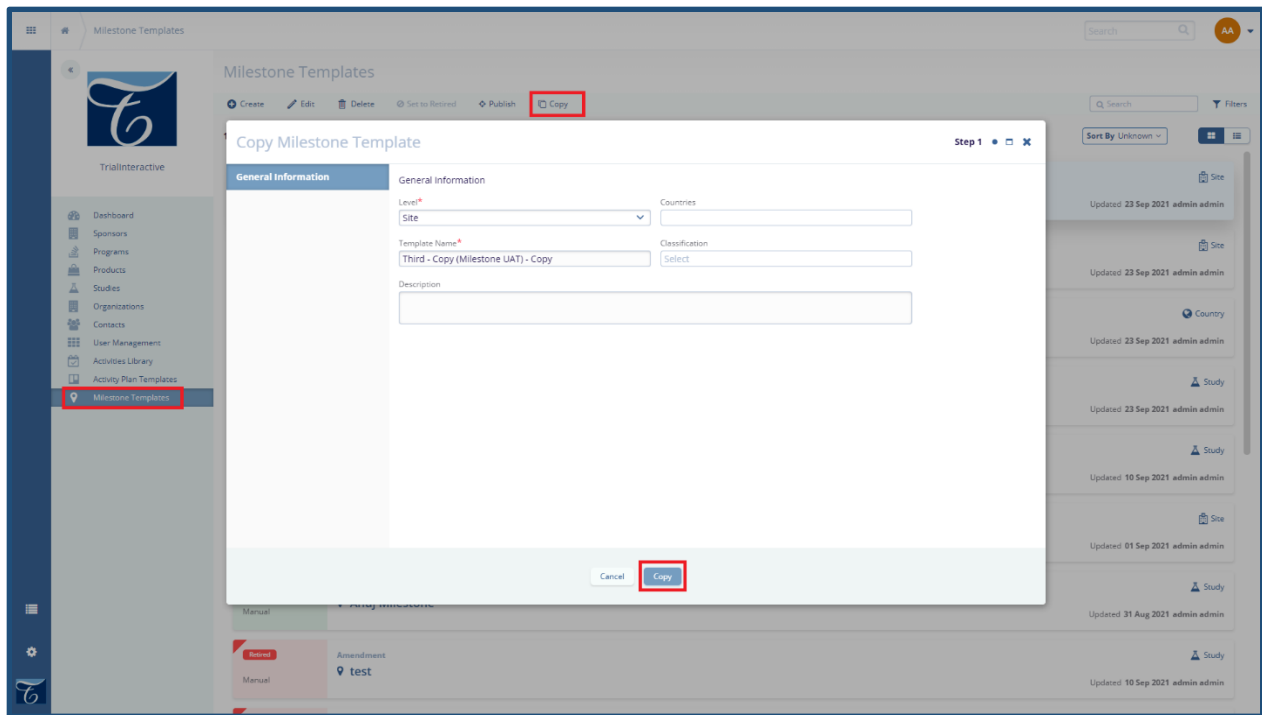 Milestone Templates
Search
AA
Trialinteractive
Dashboard
Sponsors
Programs
Products
Studies
Organizations
Contacts
User Management
Activities Library
Activity Plan Templates
Milestone Templates
Milestone Templates
Create Edit Delete Set to Retired Publish Copy
Search Filters
Sort By Unknown
Copy Milestone Template
Step 1
General Information
General Information
Level*
Site
Countries
Template Name*
Third - Copy (Milestone UAT) - Copy
Classification
Select
Description
Cancel Copy
Site
Updated 23 Sep 2021 admin admin
Site
Updated 23 Sep 2021 admin admin
Country
Updated 23 Sep 2021 admin admin
Study
Updated 23 Sep 2021 admin admin
Study
Updated 10 Sep 2021 admin admin
Site
Updated 01 Sep 2021 admin admin
Study
Manual
Updated 31 Aug 2021 admin admin
Retired
Amendment
Study
test
Manual
Updated 10 Sep 2021 admin admin